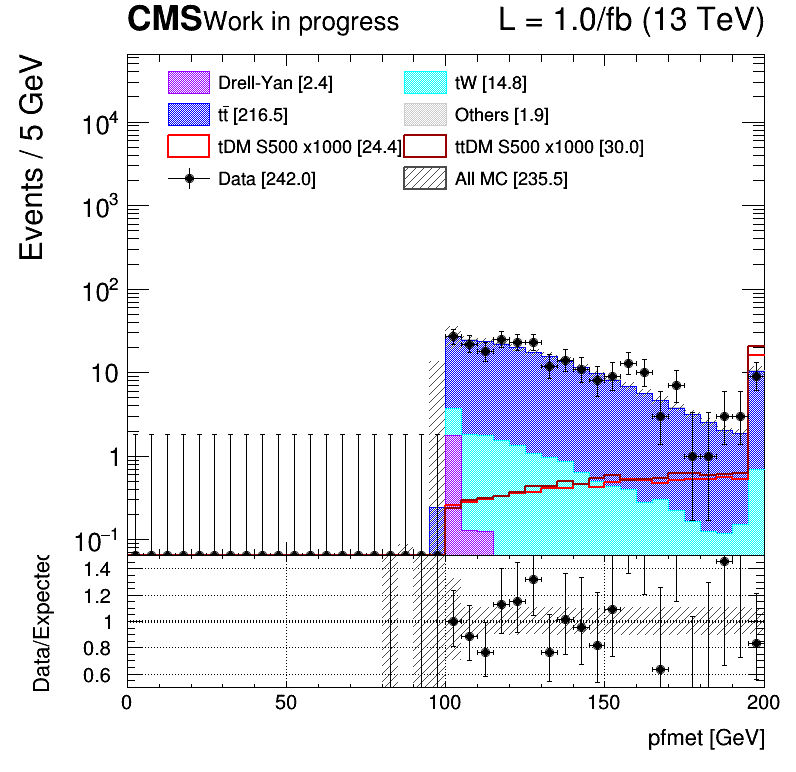 CMS Work in progress L = 1.0/fb (13 TeV)
Events / 5 GeV
Drell-Yan [2.4] tW [14.8]
tt̄ [216.5] Others [1.9]
tDM S500 x1000 [24.4] ttDM S500 x1000 [30.0]
Data [242.0] All MC [235.5]
10⁴
10³
10²
10
1
10⁻¹
Data/Expected
1.4
1.2
1
0.8
0.6
0 50 100 150 200
pfmet [GeV]